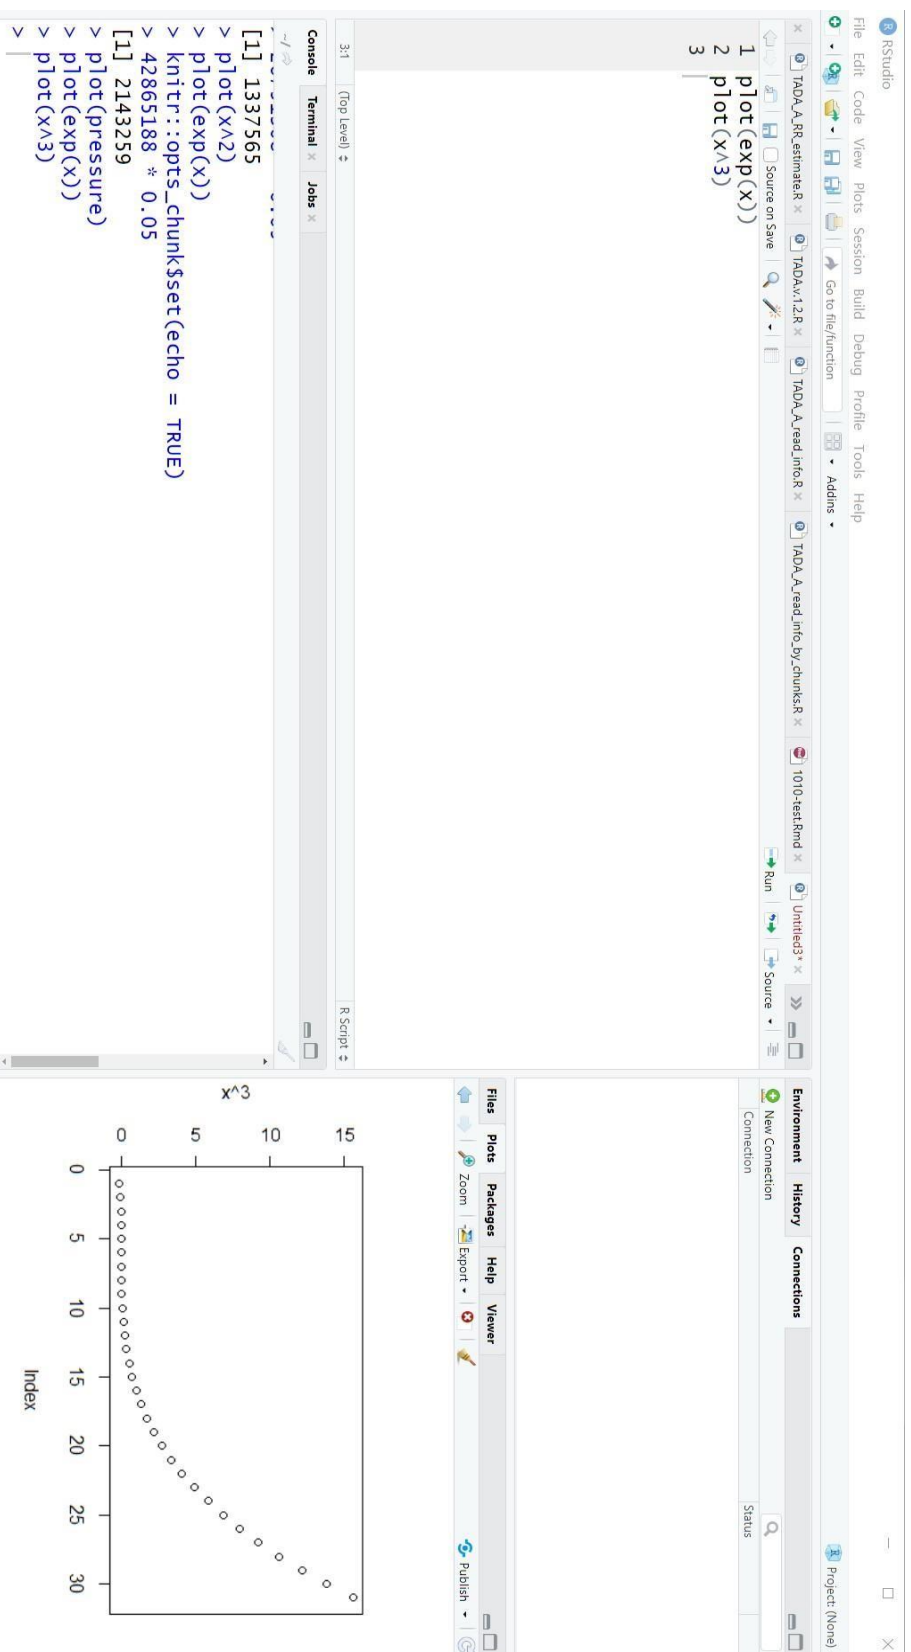 RStudio
File Edit Code View Plots Session Build Debug Profile Tools Help
Go to file/function Addins Project: (None)
TADA_A_RR_estimate.R TADA.v.1.2.R TADA_A_read_info.R TADA_A_read_info_by_chunks.R 1010-test.Rmd Untitled3*
Source on Save Run Source
1 plot(exp(x))
2 plot(x^3)
3
3:1 (Top Level) R Script
Console Terminal Jobs
~/
[1] 1337565
> plot(x^2)
> plot(exp(x))
> knitr::opts_chunk$set(echo = TRUE)
> 42865188 * 0.05
[1] 2143259
> plot(pressure)
> plot(exp(x))
> plot(x^3)
>
Environment History Connections
New Connection
Connection Status
Files Plots Packages Help Viewer
Zoom Export Publish
x^3
15
10
5
0
0 5 10 15 20 25 30
Index